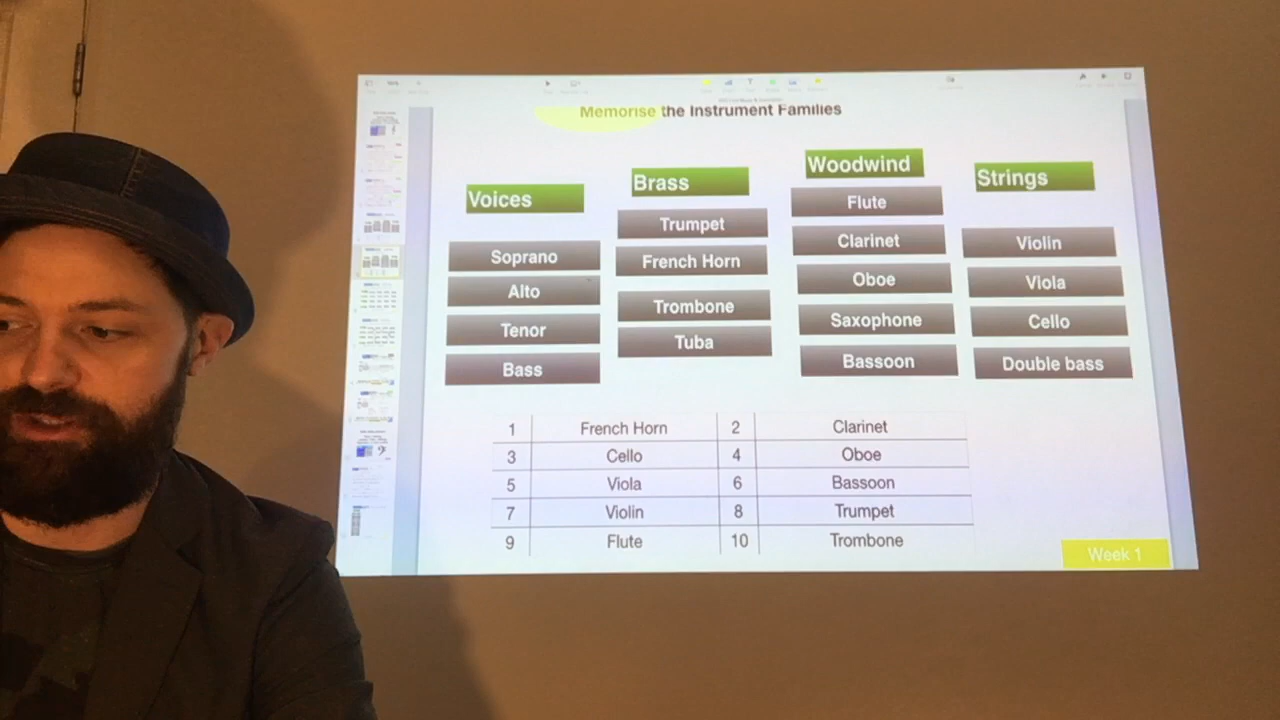 Memorise the Instrument Families
Voices
Soprano
Alto
Tenor
Bass
Brass
Trumpet
French Horn
Trombone
Tuba
Woodwind
Flute
Clarinet
Oboe
Saxophone
Bassoon
Strings
Violin
Viola
Cello
Double bass
1 French Horn 2 Clarinet
3 Cello 4 Oboe
5 Viola 6 Bassoon
7 Violin 8 Trumpet
9 Flute 10 Trombone
Week 1